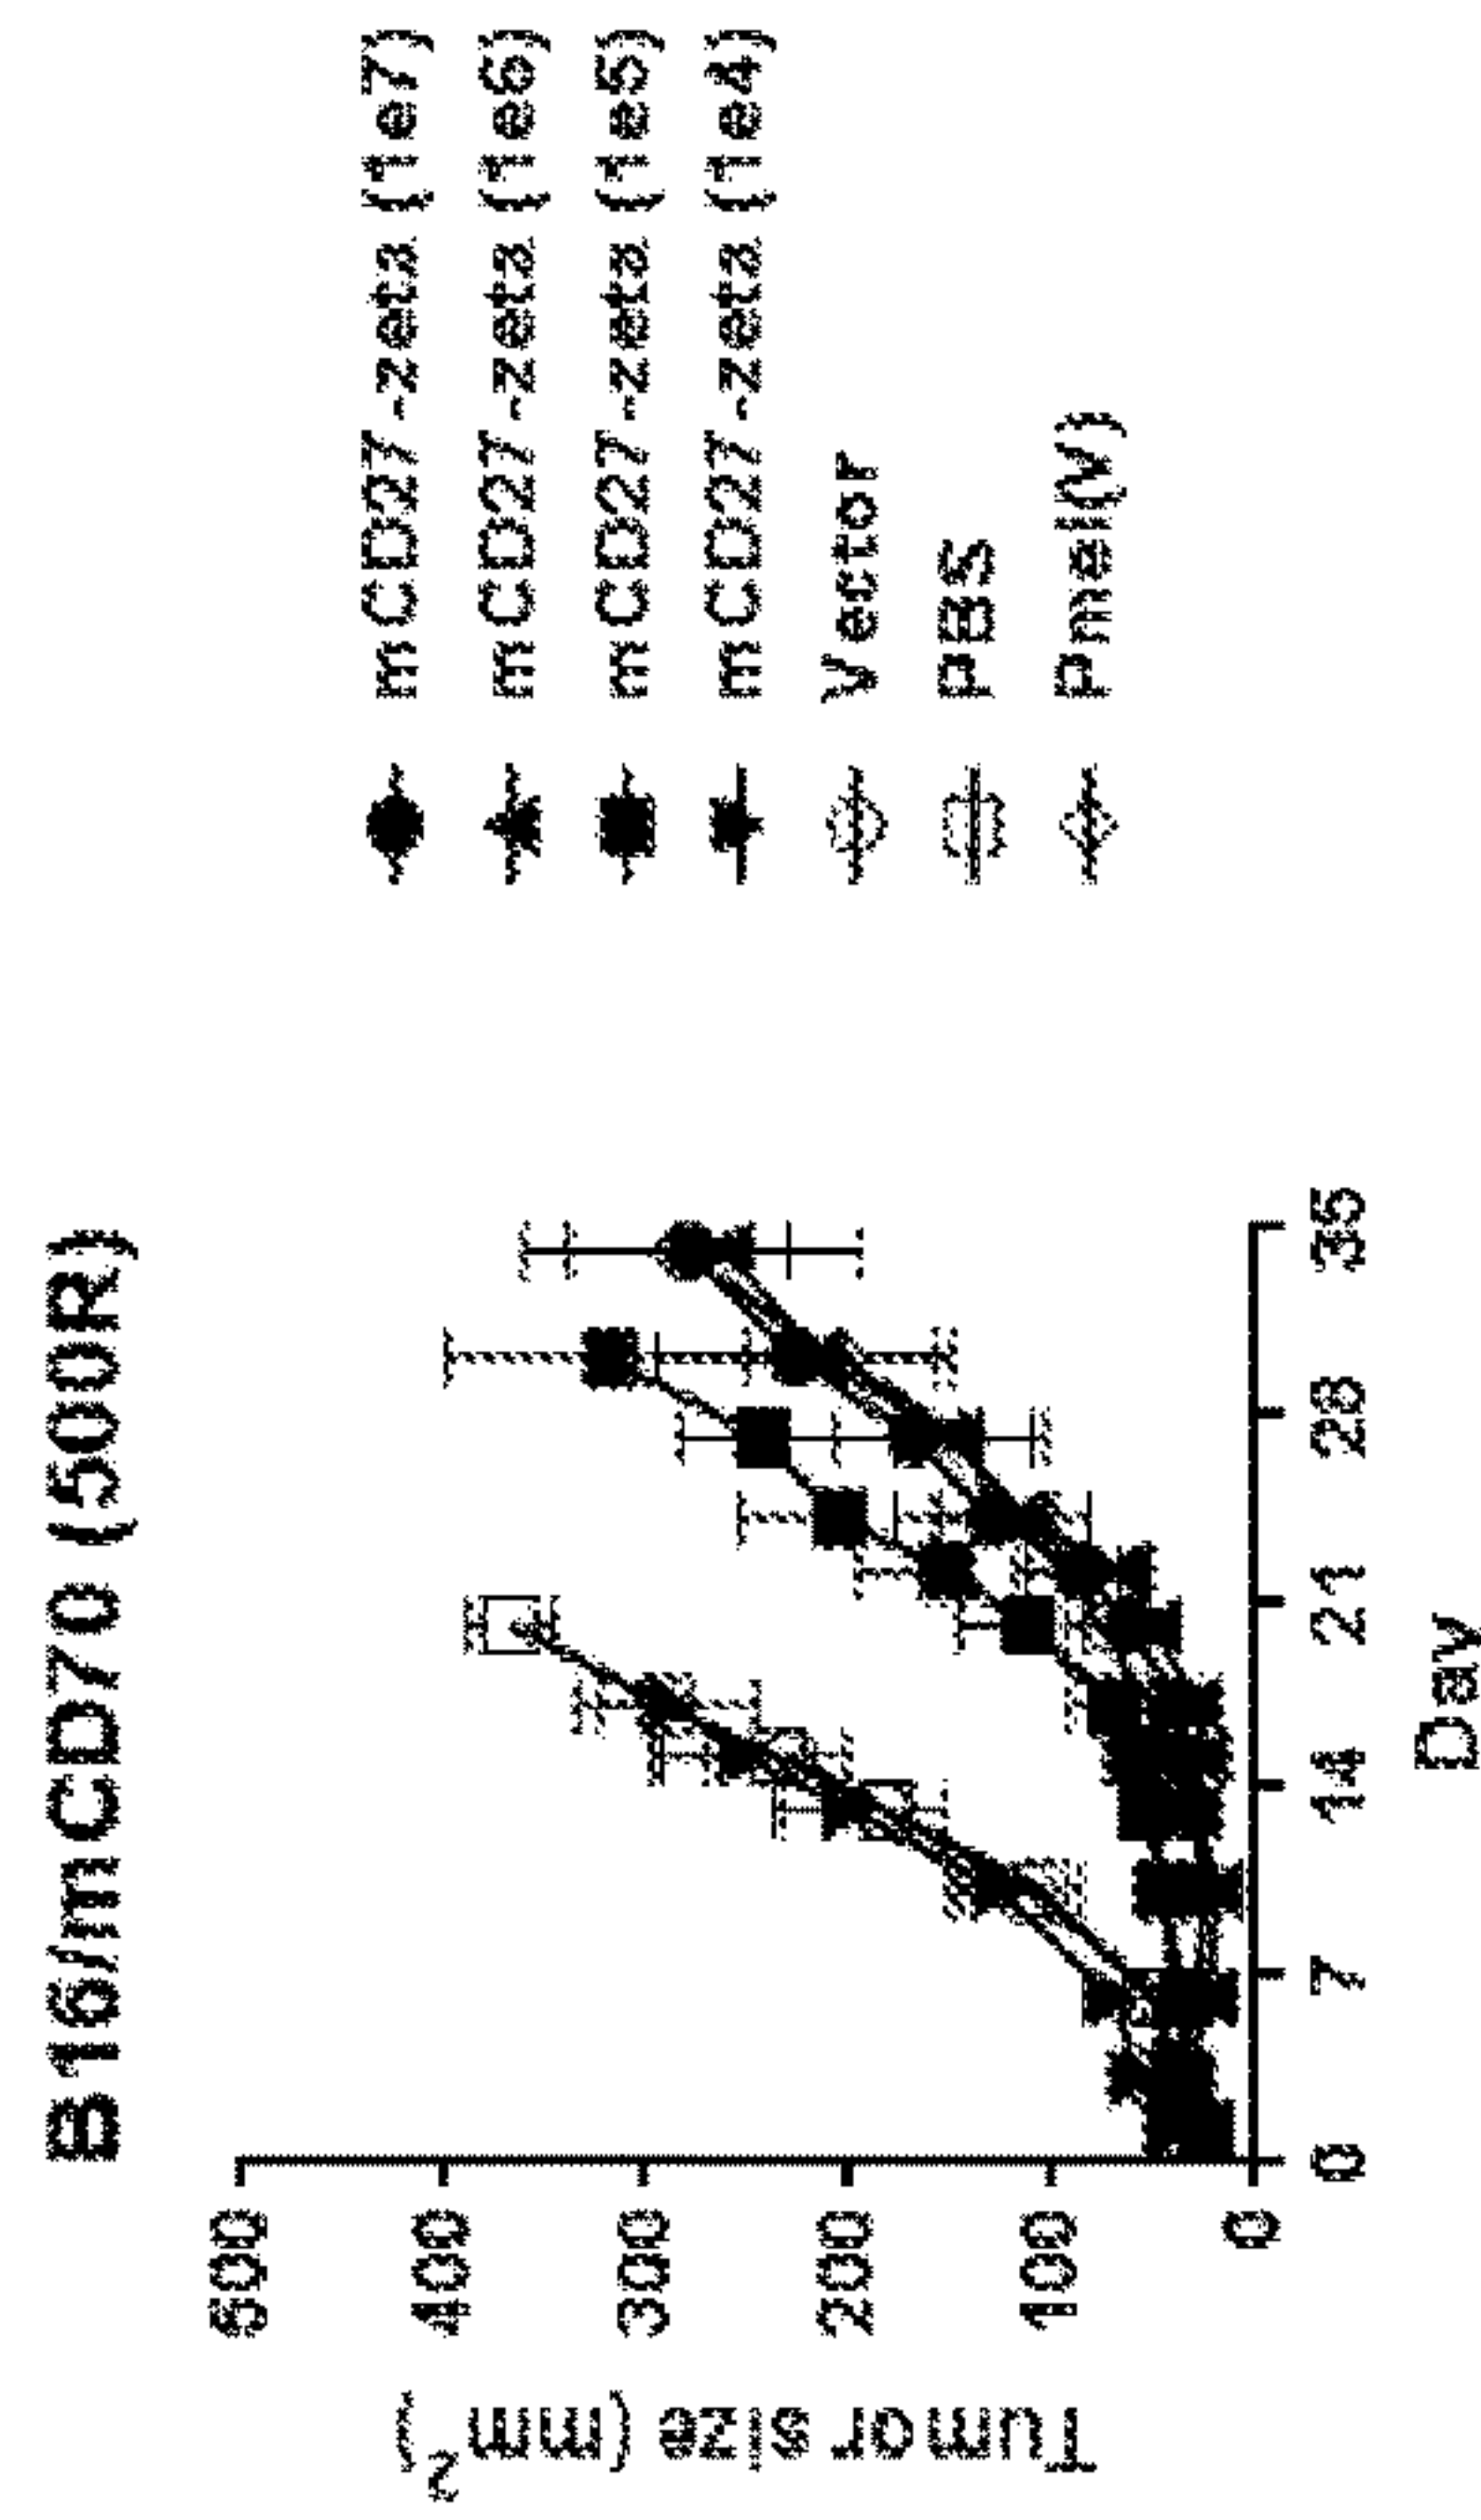 B16/mCD70 (500R)
Tumor size (mm²)
500
400
300
200
100
0
0
7
14
21
28
35
Day
mCD27-zeta (1e7)
mCD27-zeta (1e6)
mCD27-zeta (1e5)
mCD27-zeta (1e4)
vector
PBS